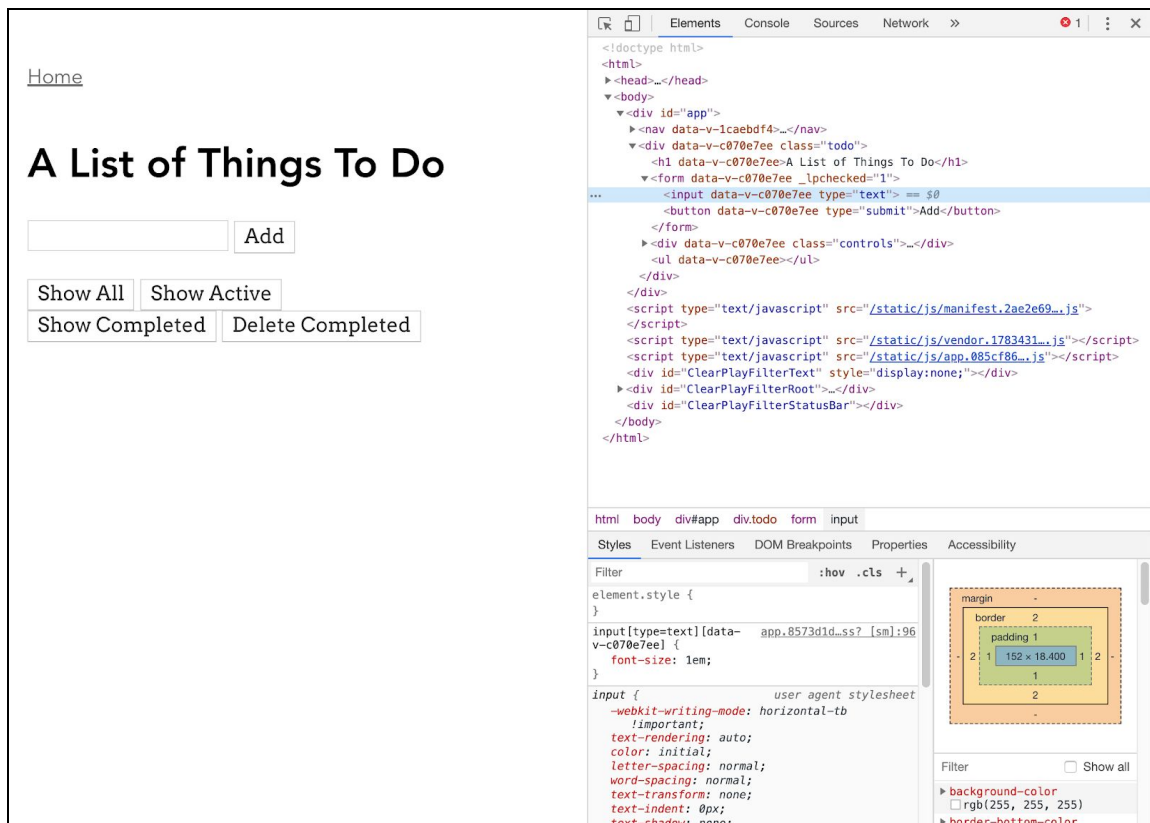 Home
A List of Things To Do
Add
Show All Show Active
Show Completed Delete Completed
Elements Console Sources Network » 1
<!doctype html>
<html>
<head>…</head>
<body>
<div id="app">
<nav data-v-1caebdf4>…</nav>
<div data-v-c070e7ee class="todo">
<h1 data-v-c070e7ee>A List of Things To Do</h1>
<form data-v-c070e7ee _lpchecked="1">
… <input data-v-c070e7ee type="text"> == $0
<button data-v-c070e7ee type="submit">Add</button>
</form>
<div data-v-c070e7ee class="controls">…</div>
<ul data-v-c070e7ee></ul>
</div>
</div>
<script type="text/javascript" src="/static/js/manifest.2ae2e69….js">
</script>
<script type="text/javascript" src="/static/js/vendor.1783431….js"></script>
<script type="text/javascript" src="/static/js/app.085cf86….js"></script>
<div id="ClearPlayFilterText" style="display:none;"></div>
<div id="ClearPlayFilterRoot">…</div>
<div id="ClearPlayFilterStatusBar"></div>
</body>
</html>
html body div#app div.todo form input
Styles Event Listeners DOM Breakpoints Properties Accessibility
Filter :hov .cls +
element.style {
}
input[type=text][data- app.8573d1d…ss? [sm]:96
v-c070e7ee] {
font-size: 1em;
}
input { user agent stylesheet
-webkit-writing-mode: horizontal-tb
!important;
text-rendering: auto;
color: initial;
letter-spacing: normal;
word-spacing: normal;
text-transform: none;
text-indent: 0px;
text-shadow: none;
margin -
border 2
padding 1
- 2 1 152 × 18.400 1 2 -
1
2
-
Filter Show all
background-color
rgb(255, 255, 255)
border-bottom-color